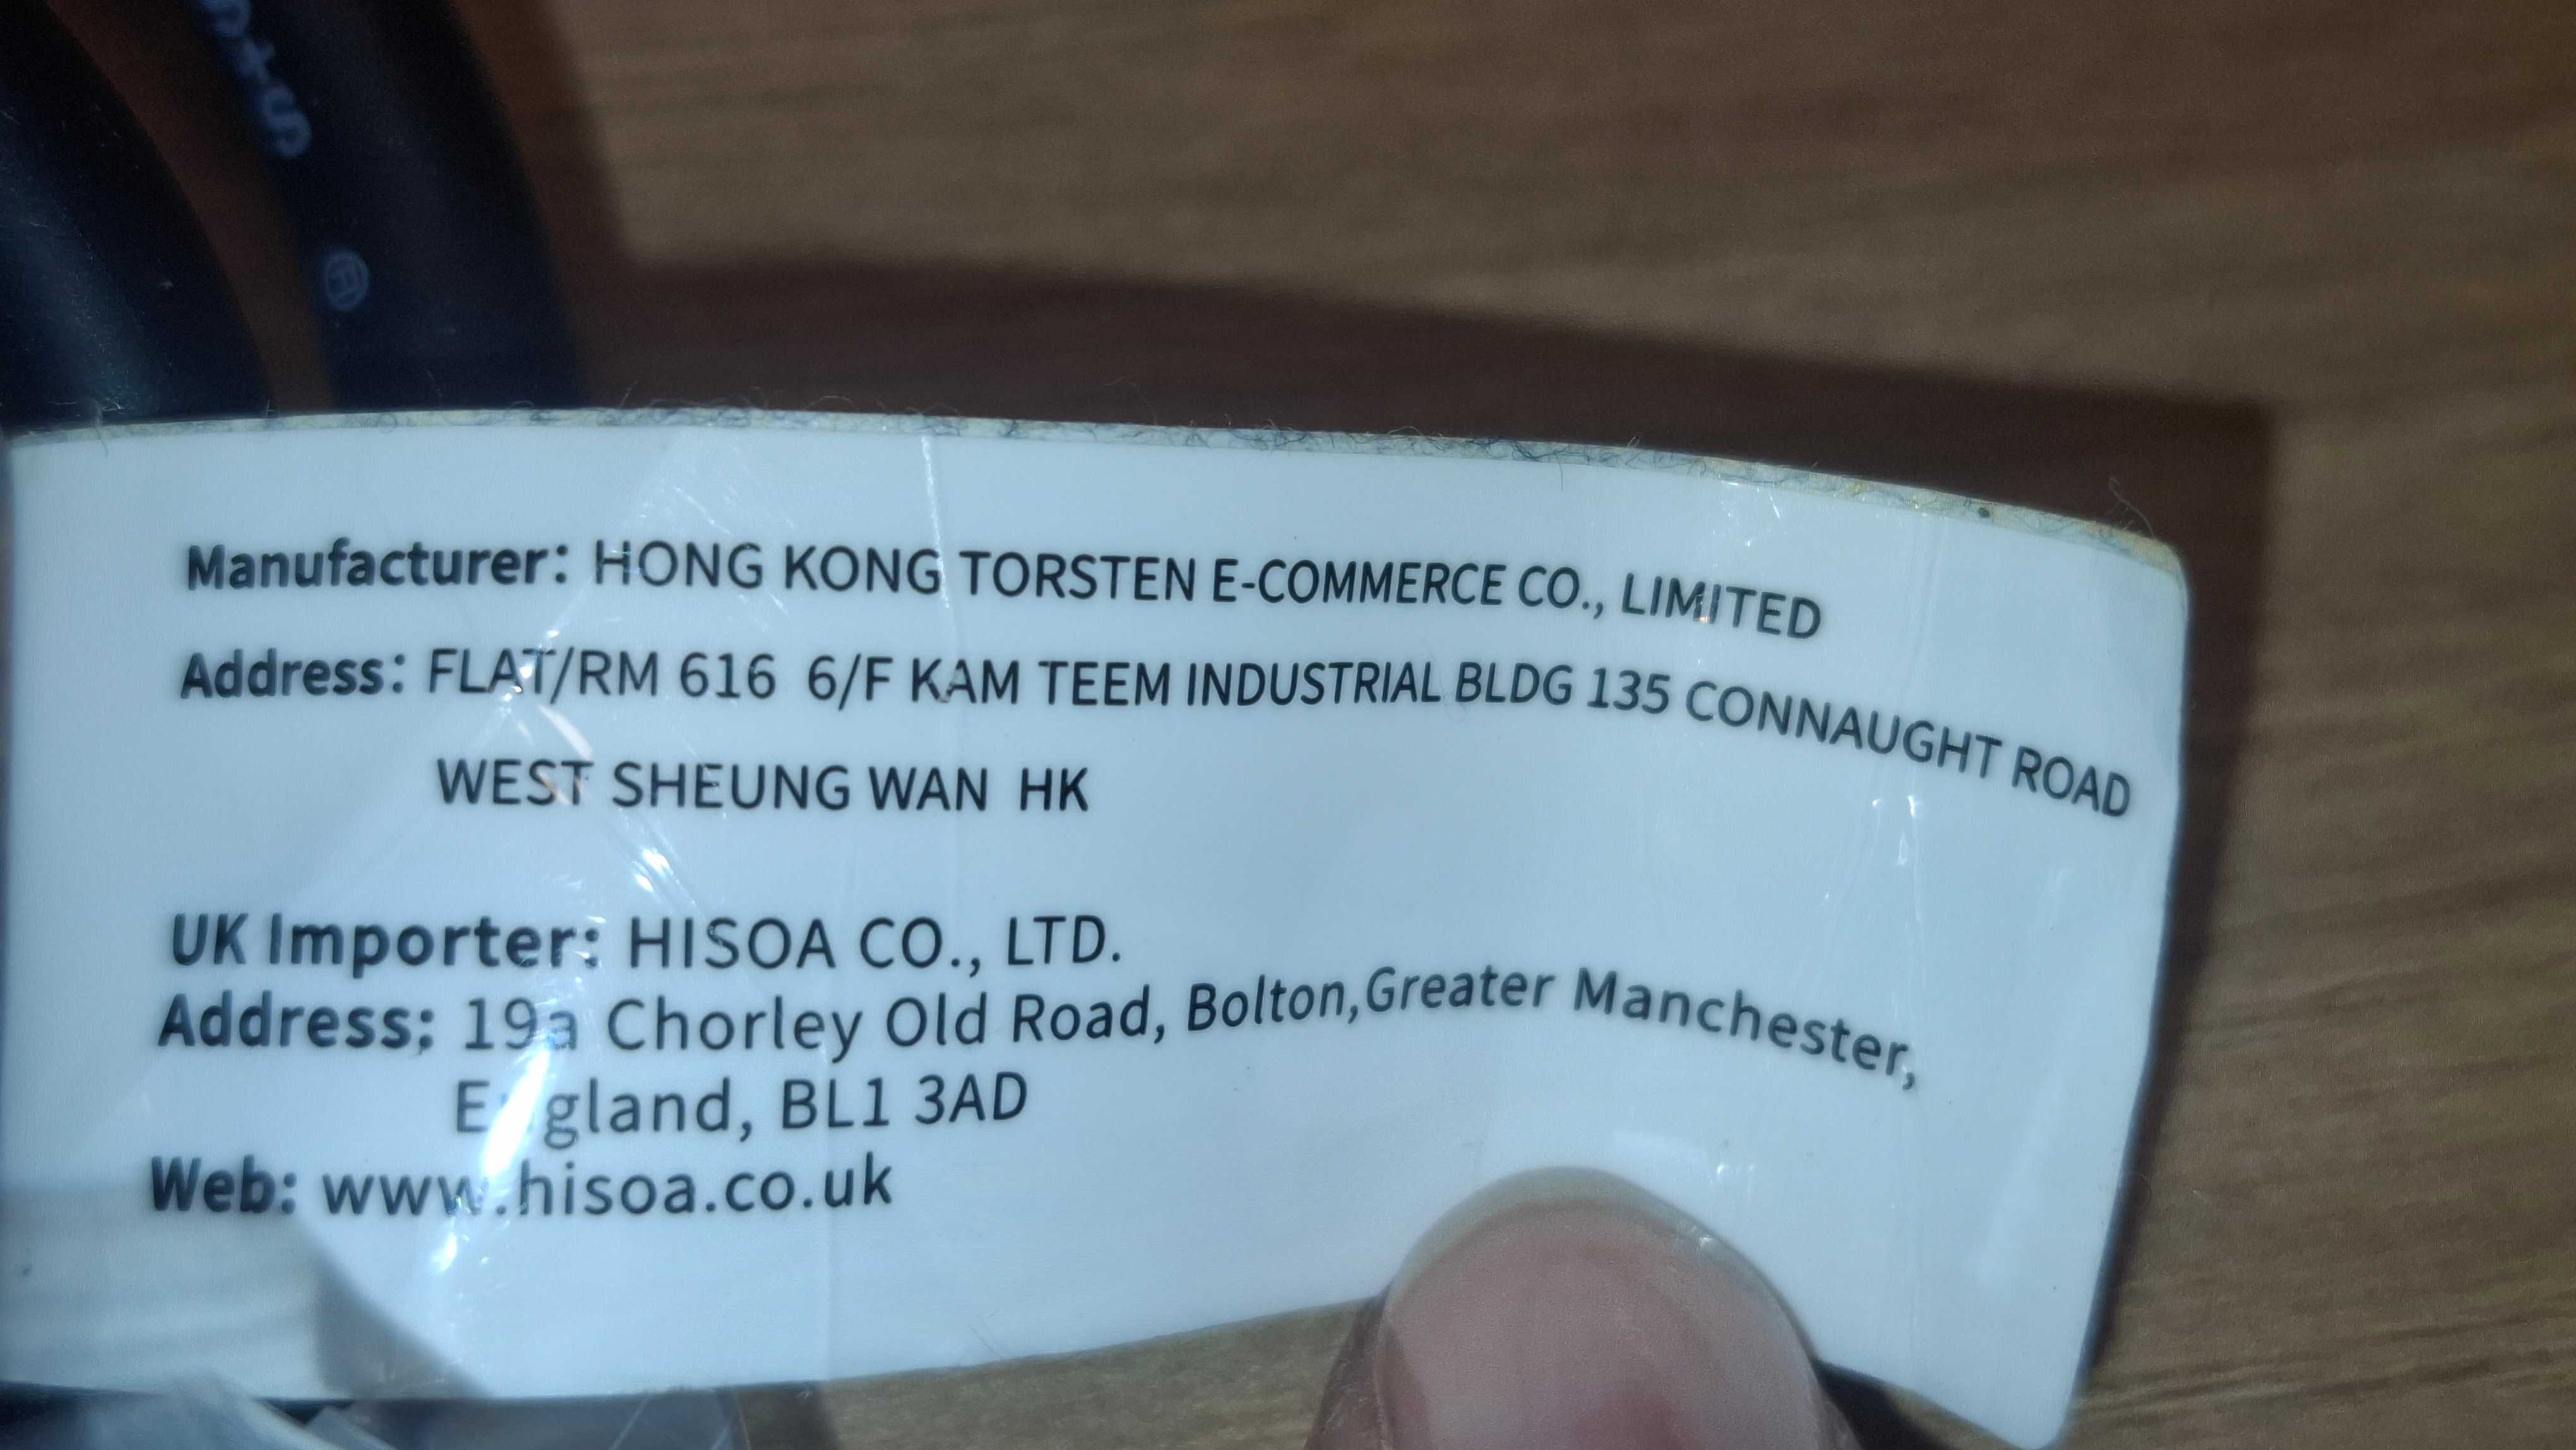 Manufacturer: HONG KONG TORSTEN E-COMMERCE CO., LIMITED
Address: FLAT/RM 616 6/F KAM TEEM INDUSTRIAL BLDG 135 CONNAUGHT ROAD
WEST SHEUNG WAN HK
UK Importer: HISOA CO., LTD.
Address: 19a Chorley Old Road, Bolton,Greater Manchester,
England, BL1 3AD
Web: www.hisoa.co.uk